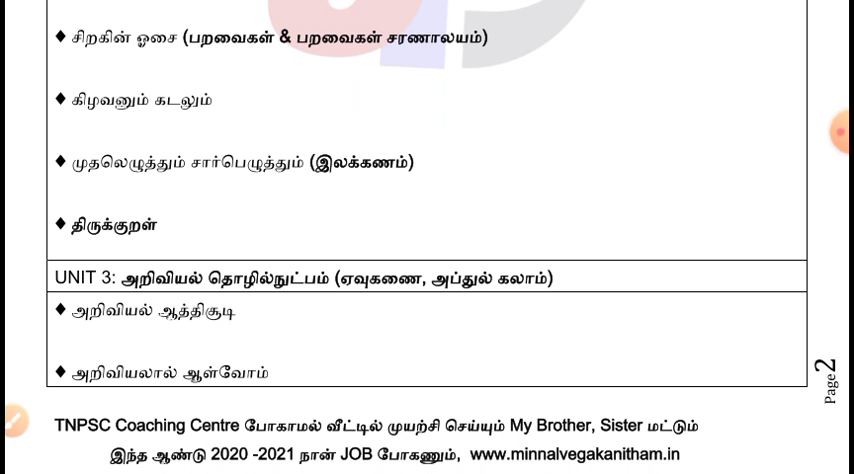 ♦ சிறகின் ஓசை (பறவைகள் & பறவைகள் சரணாலயம்)
♦ கிழவனும் கடலும்
♦ முதலெழுத்தும் சார்பெழுத்தும் (இலக்கணம்)
♦ திருக்குறள்
UNIT 3: அறிவியல் தொழில்நுட்பம் (ஏவுகணை, அப்துல் கலாம்)
♦ அறிவியல் ஆத்திசூடி
♦ அறிவியலால் ஆள்வோம்
Page 2
TNPSC Coaching Centre போகாமல் வீட்டில் முயற்சி செய்யும் My Brother, Sister மட்டும்
இந்த ஆண்டு 2020 -2021 நான் JOB போகணும், www.minnalvegakanitham.in